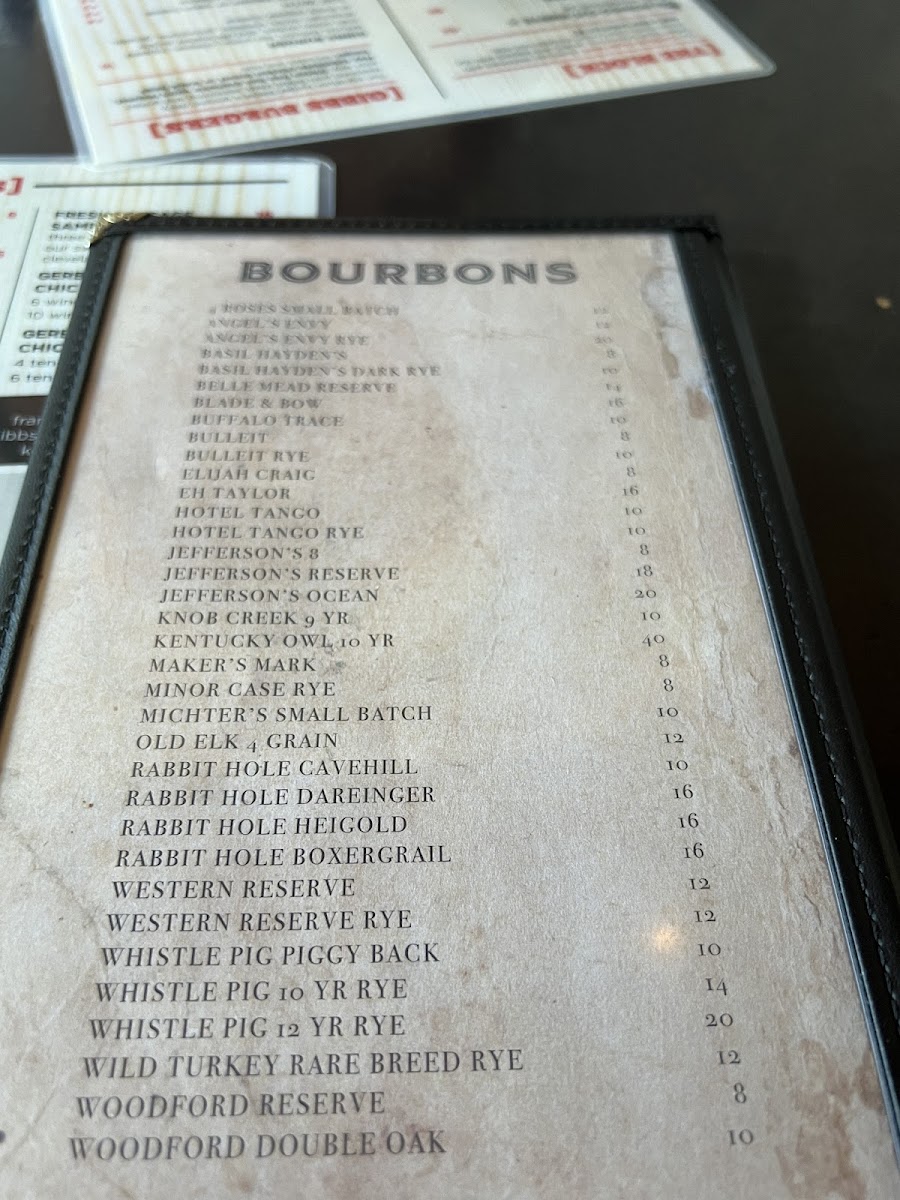 [THE BLOCK]
[GIBBS BURGERS]
BOURBONS
4 ROSES SMALL BATCH 12
ANGEL'S ENVY 12
ANGEL'S ENVY RYE 20
BASIL HAYDEN'S 8
BASIL HAYDEN'S DARK RYE 10
BELLE MEAD RESERVE 14
BLADE & BOW 16
BUFFALO TRACE 10
BULLEIT 8
BULLEIT RYE 10
ELIJAH CRAIG 8
EH TAYLOR 16
HOTEL TANGO 10
HOTEL TANGO RYE 10
JEFFERSON'S 8 8
JEFFERSON'S RESERVE 18
JEFFERSON'S OCEAN 20
KNOB CREEK 9 YR 10
KENTUCKY OWL 10 YR 40
MAKER'S MARK 8
MINOR CASE RYE 8
MICHTER'S SMALL BATCH 10
OLD ELK 4 GRAIN 12
RABBIT HOLE CAVEHILL 10
RABBIT HOLE DAREINGER 16
RABBIT HOLE HEIGOLD 16
RABBIT HOLE BOXERGRAIL 16
WESTERN RESERVE 12
WESTERN RESERVE RYE 12
WHISTLE PIG PIGGY BACK 10
WHISTLE PIG 10 YR RYE 14
WHISTLE PIG 12 YR RYE 20
WILD TURKEY RARE BREED RYE 12
WOODFORD RESERVE 8
WOODFORD DOUBLE OAK 10